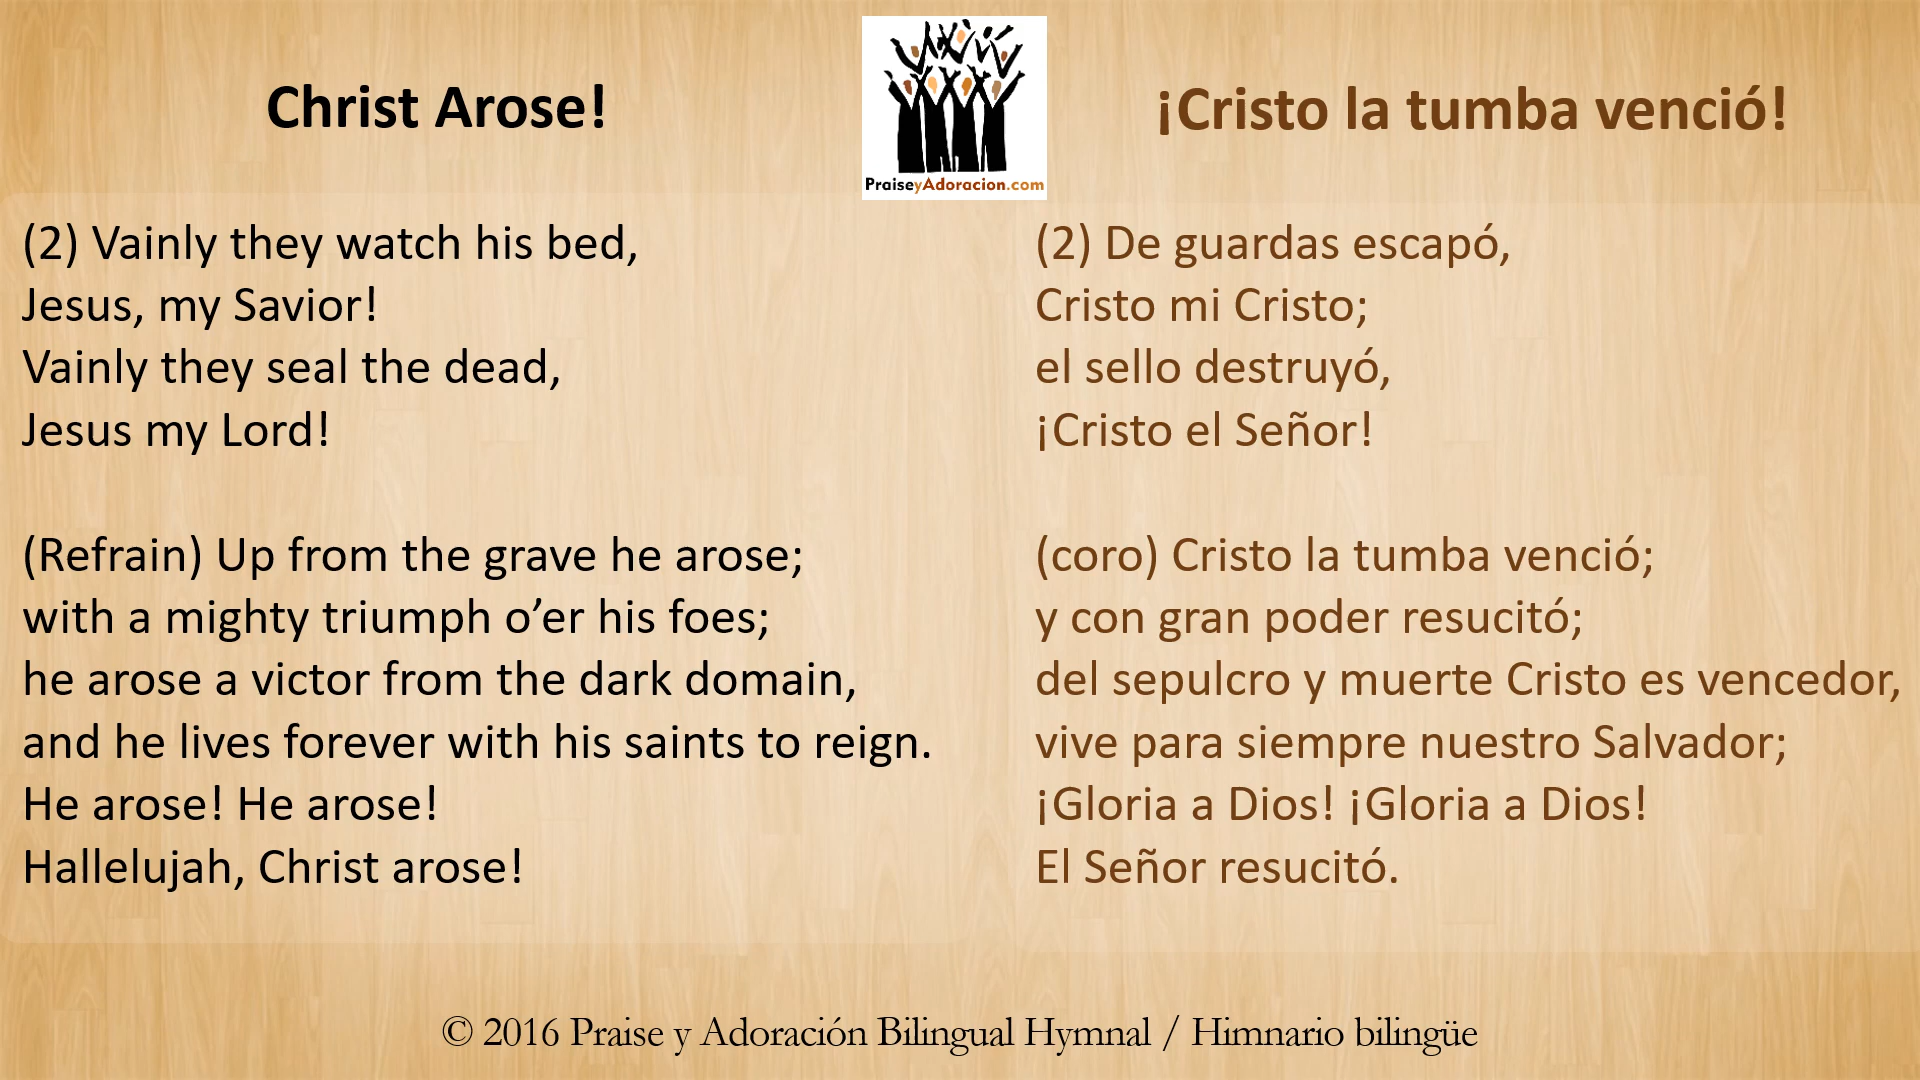 Christ Arose!
PraiseyAdoracion.com
¡Cristo la tumba venció!
(2) Vainly they watch his bed,
Jesus, my Savior!
Vainly they seal the dead,
Jesus my Lord!
(Refrain) Up from the grave he arose;
with a mighty triumph o’er his foes;
he arose a victor from the dark domain,
and he lives forever with his saints to reign.
He arose! He arose!
Hallelujah, Christ arose!
(2) De guardas escapó,
Cristo mi Cristo;
el sello destruyó,
¡Cristo el Señor!
(coro) Cristo la tumba venció;
y con gran poder resucitó;
del sepulcro y muerte Cristo es vencedor,
vive para siempre nuestro Salvador;
¡Gloria a Dios! ¡Gloria a Dios!
El Señor resucitó.
© 2016 Praise y Adoración Bilingual Hymnal / Himnario bilingüe